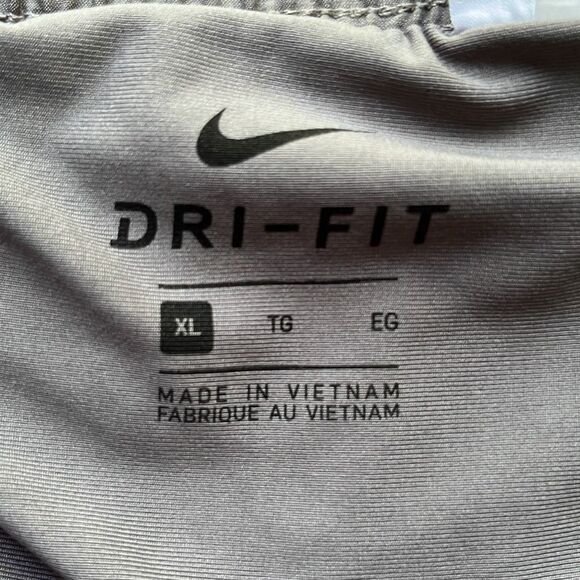 DRI-FIT
XL TG EG
MADE IN VIETNAM
FABRIQUE AU VIETNAM